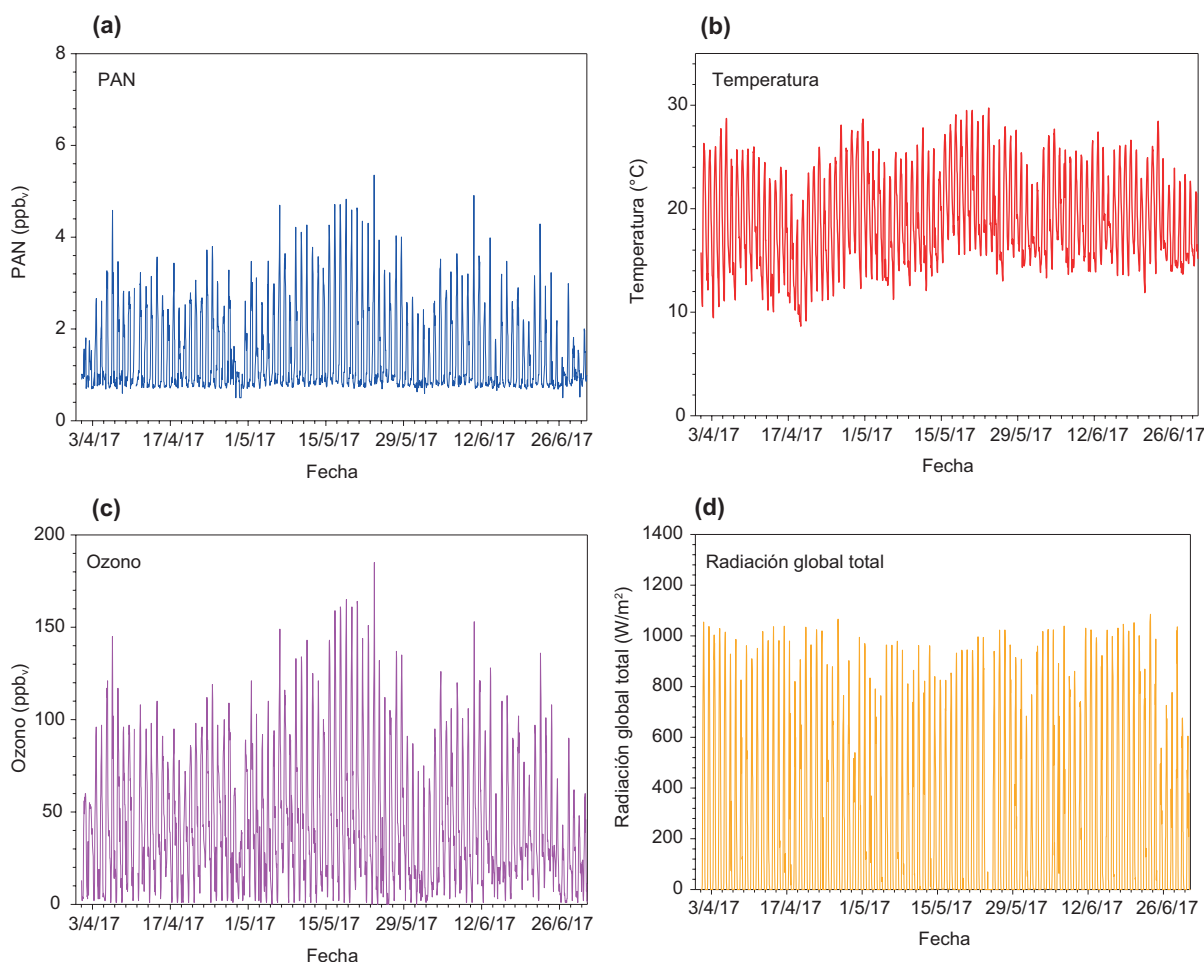 (a)
PAN
PAN (ppbᵥ)
8
6
4
2
0
3/4/17 17/4/17 1/5/17 15/5/17 29/5/17 12/6/17 26/6/17
Fecha
(b)
Temperatura
Temperatura (°C)
30
20
10
0
3/4/17 17/4/17 1/5/17 15/5/17 29/5/17 12/6/17 26/6/17
Fecha
(c)
Ozono
Ozono (ppbᵥ)
200
150
100
50
0
3/4/17 17/4/17 1/5/17 15/5/17 29/5/17 12/6/17 26/6/17
Fecha
(d)
Radiación global total
Radiación global total (W/m²)
1400
1200
1000
800
600
400
200
0
3/4/17 17/4/17 1/5/17 15/5/17 29/5/17 12/6/17 26/6/17
Fecha